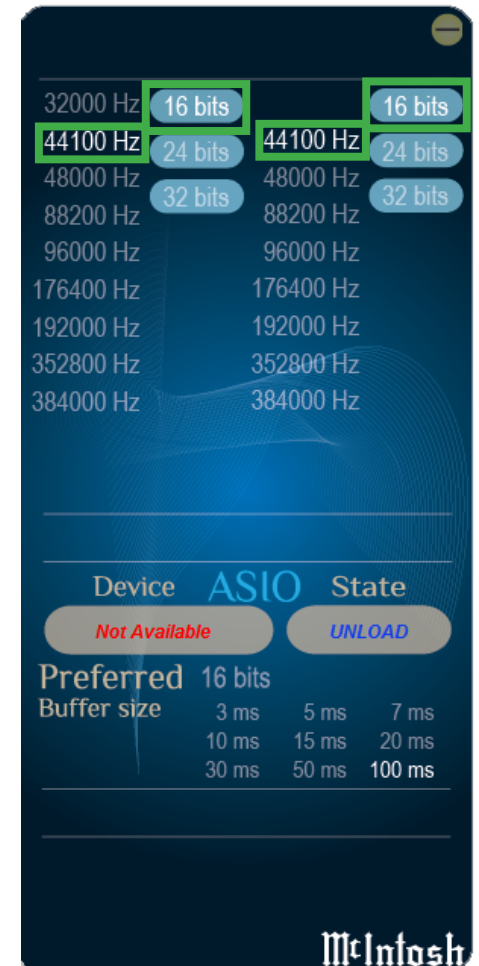 32000 Hz 16 bits 16 bits
44100 Hz 24 bits 44100 Hz 24 bits
48000 Hz 32 bits 48000 Hz 32 bits
88200 Hz 88200 Hz
96000 Hz 96000 Hz
176400 Hz 176400 Hz
192000 Hz 192000 Hz
352800 Hz 352800 Hz
384000 Hz 384000 Hz
Device ASIO State
Not Available UNLOAD
Preferred 16 bits
Buffer size 3 ms 5 ms 7 ms
10 ms 15 ms 20 ms
30 ms 50 ms 100 ms
McIntosh